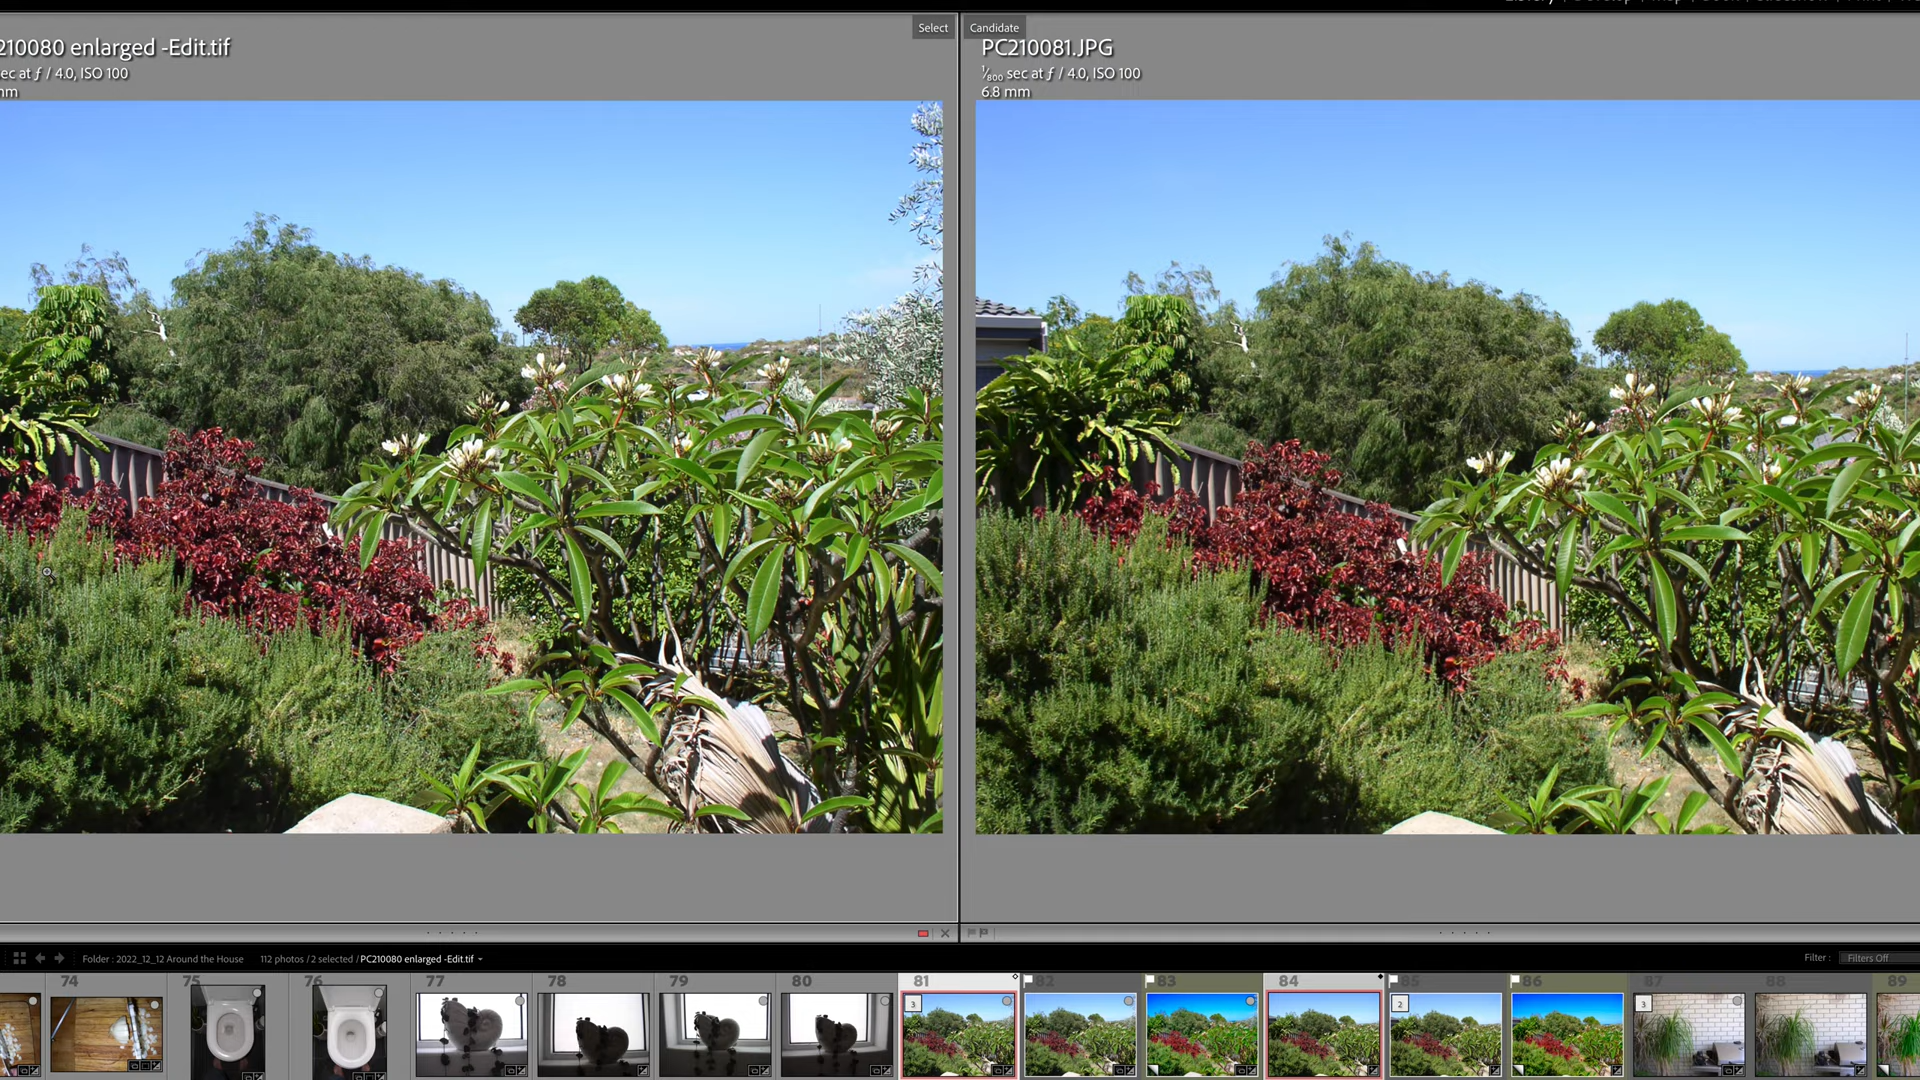 Select
210080 enlarged -Edit.tif
ec at ƒ / 4.0, ISO 100
mm
Candidate
PC210081.JPG
1/800 sec at ƒ / 4.0, ISO 100
6.8 mm
Folder : 2022_12_12 Around the House 112 photos / 2 selected / PC210080 enlarged -Edit.tif
Filter : Filters Off
74 75 76 77 78 79 80 81 82 83 84 85 86 87 88 89
3 2 3